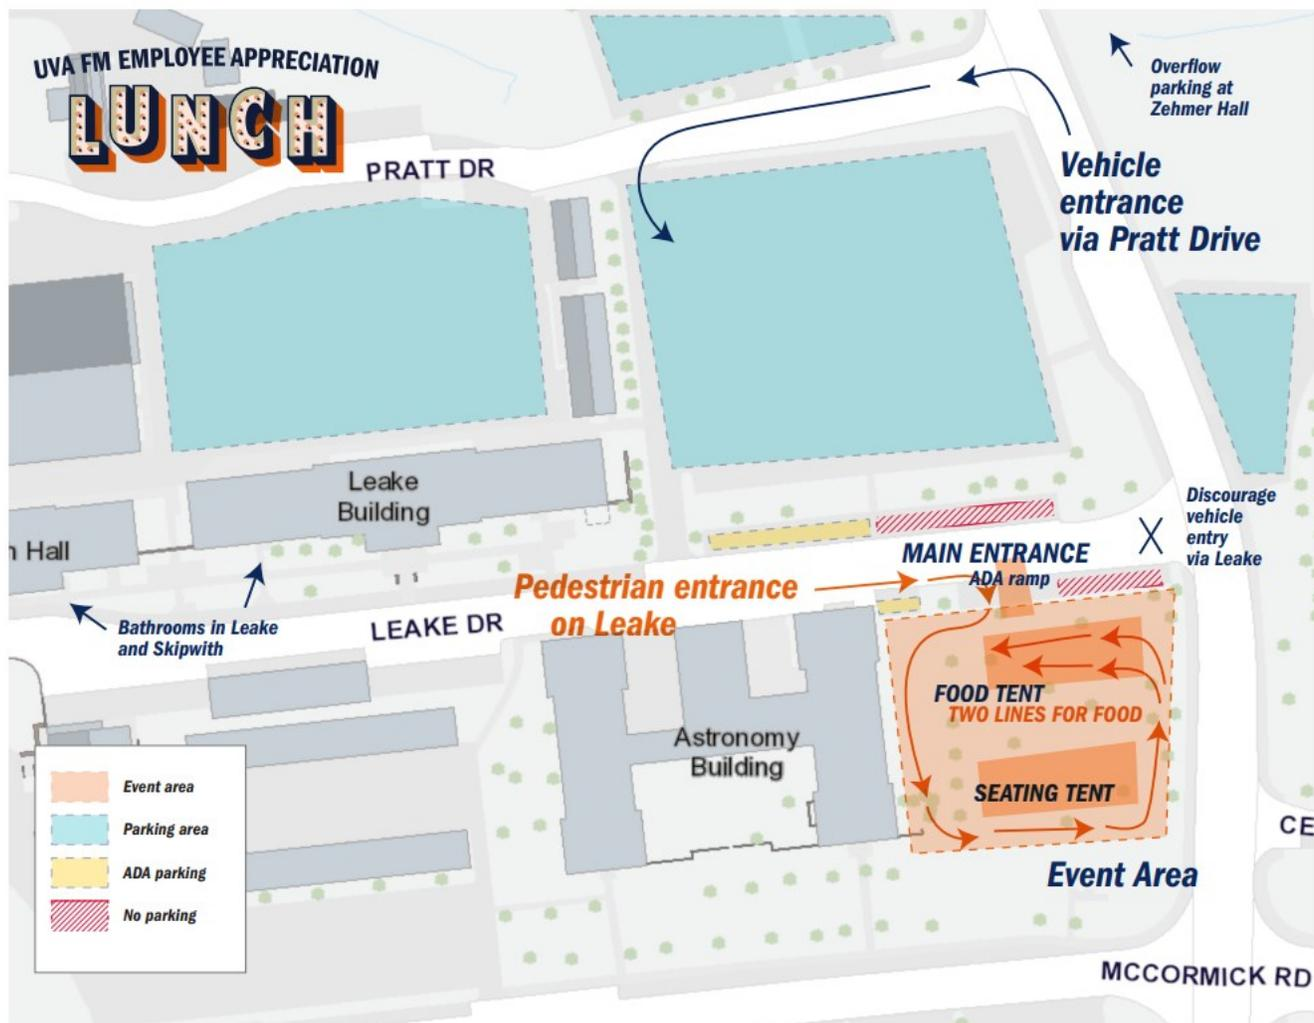 UVA FM EMPLOYEE APPRECIATION
LUNCH
Overflow
parking at
Zehmer Hall
PRATT DR
Vehicle
entrance
via Pratt Drive
Leake
Building
Discourage
vehicle
entry
via Leake
n Hall
MAIN ENTRANCE
ADA ramp
Pedestrian entrance
on Leake
Bathrooms in Leake
and Skipwith
LEAKE DR
FOOD TENT
TWO LINES FOR FOOD
Astronomy
Building
SEATING TENT
Event area
Parking area
ADA parking
No parking
CE
Event Area
MCCORMICK RD